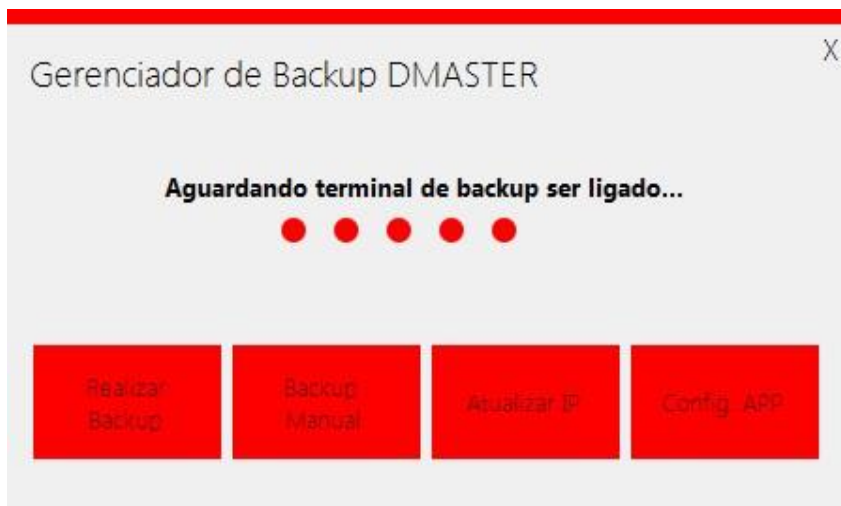 X
Gerenciador de Backup DMASTER
Aguardando terminal de backup ser ligado...
Realizar
Backup
Backup
Manual
Atualizar IP
Config. APP